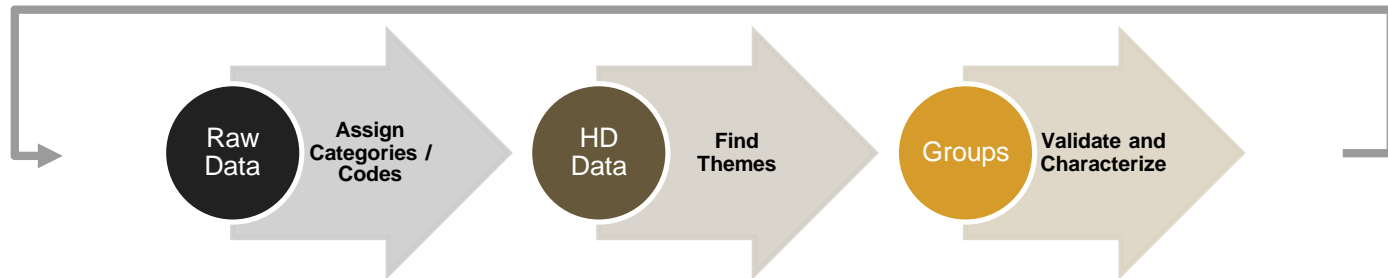 Raw
Data
Assign
Categories /
Codes
HD
Data
Find
Themes
Groups
Validate and
Characterize